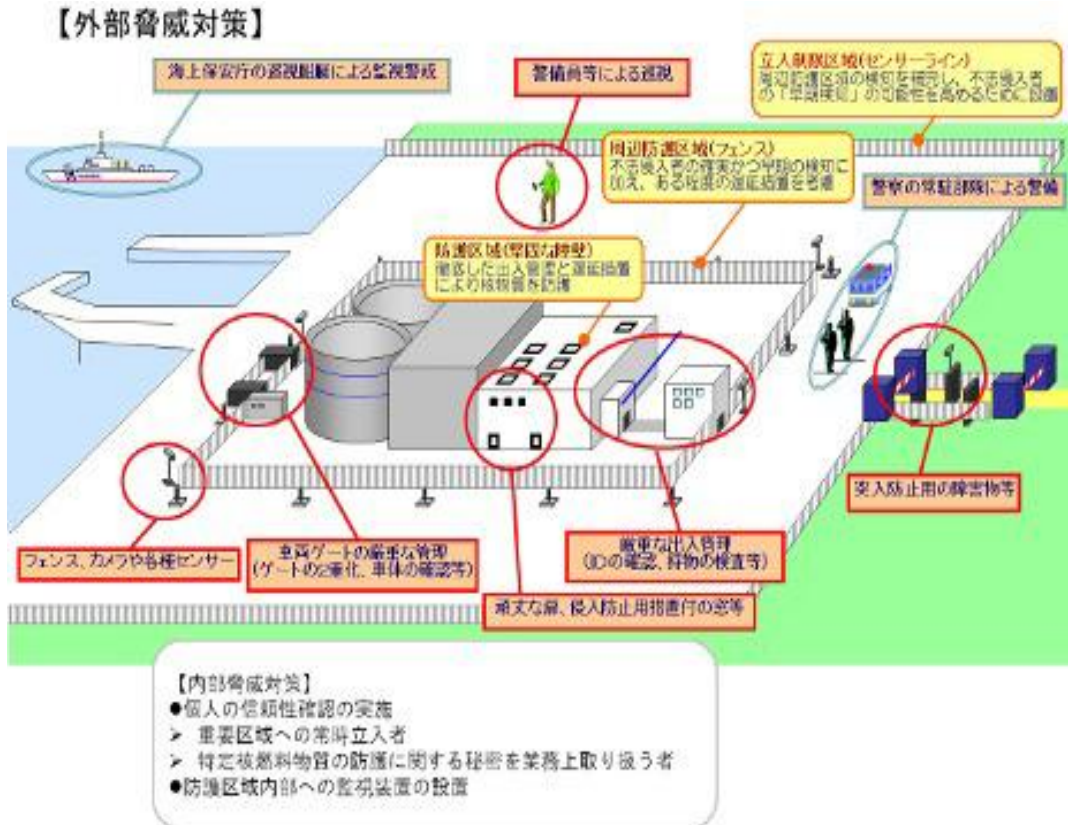 【外部脅威対策】
海上保安庁の巡視船艇による監視警戒
警備員等による巡視
立入制限区域(センサーライン)
周辺防護区域の検知を補完し、不法侵入者
の「早期検知」の可能性を高めるために設置
周辺防護区域(フェンス)
不法侵入者の確実かつ早期の検知に
加え、ある程度の遅延措置を考慮
警察の常駐部隊による警備
防護区域(堅固な障壁)
徹底した出入管理と遅延措置
により核物質を防護
突入防止用の障害物等
フェンス、カメラや各種センサー
車両ゲートの厳重な管理
(ゲートの2重化、車体の確認等)
厳重な出入管理
(IDの確認、持物の検査等)
頑丈な扉、侵入防止用措置付の窓等
【内部脅威対策】
●個人の信頼性確認の実施
➢ 重要区域への常時立入者
➢ 特定核燃料物質の防護に関する秘密を業務上取り扱う者
●防護区域内部への監視装置の設置